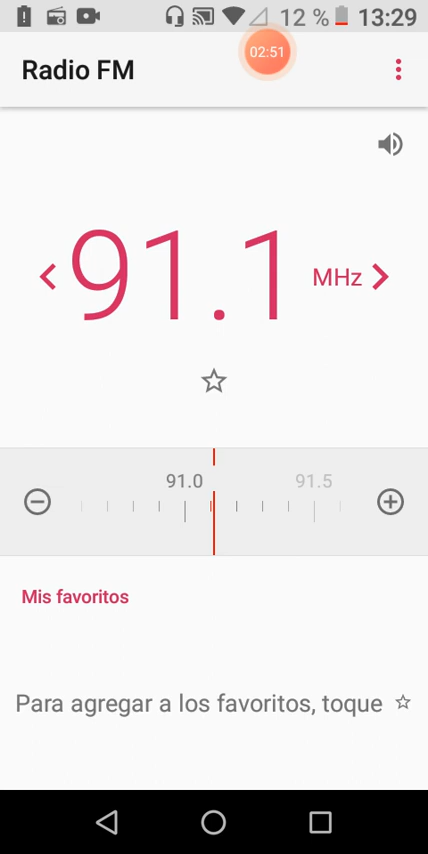 12 % 13:29
02:51
Radio FM
91.1 MHz
91.0 91.5
Mis favoritos
Para agregar a los favoritos, toque